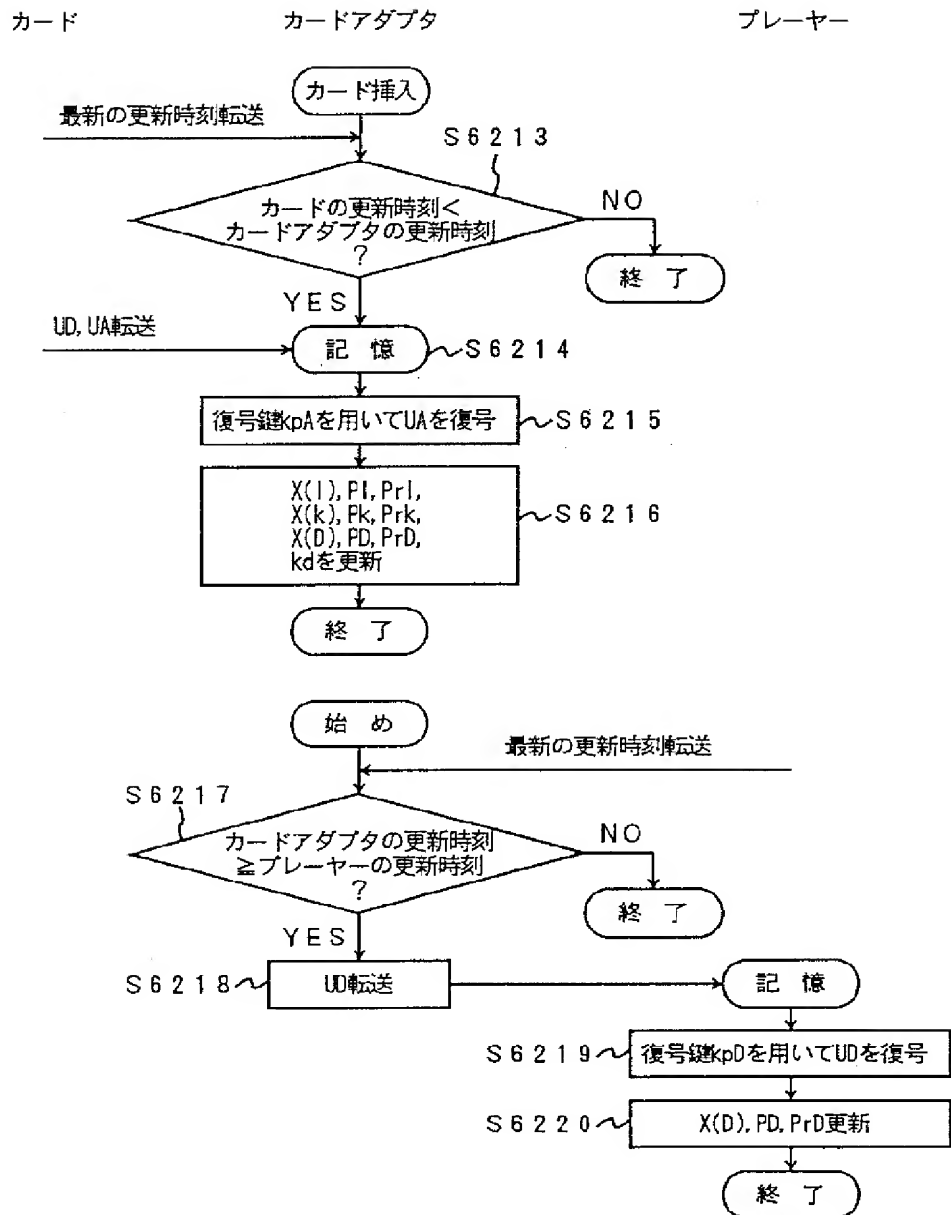 カード カードアダプタ プレーヤー
カード挿入
最新の更新時刻転送
S6213
カードの更新時刻<
カードアダプタの更新時刻
?
NO
終了
YES
UD, UA転送
記憶
S6214
復号鍵kpAを用いてUAを復号
S6215
X(I), PI, PrI,
X(k), Pk, Prk,
X(D), PD, PrD,
kdを更新
S6216
終了
始め
最新の更新時刻転送
S6217
カードアダプタの更新時刻
≧プレーヤーの更新時刻
?
NO
終了
YES
S6218
UD転送
記憶
S6219
復号鍵kpDを用いてUDを復号
S6220
X(D), PD, PrD更新
終了